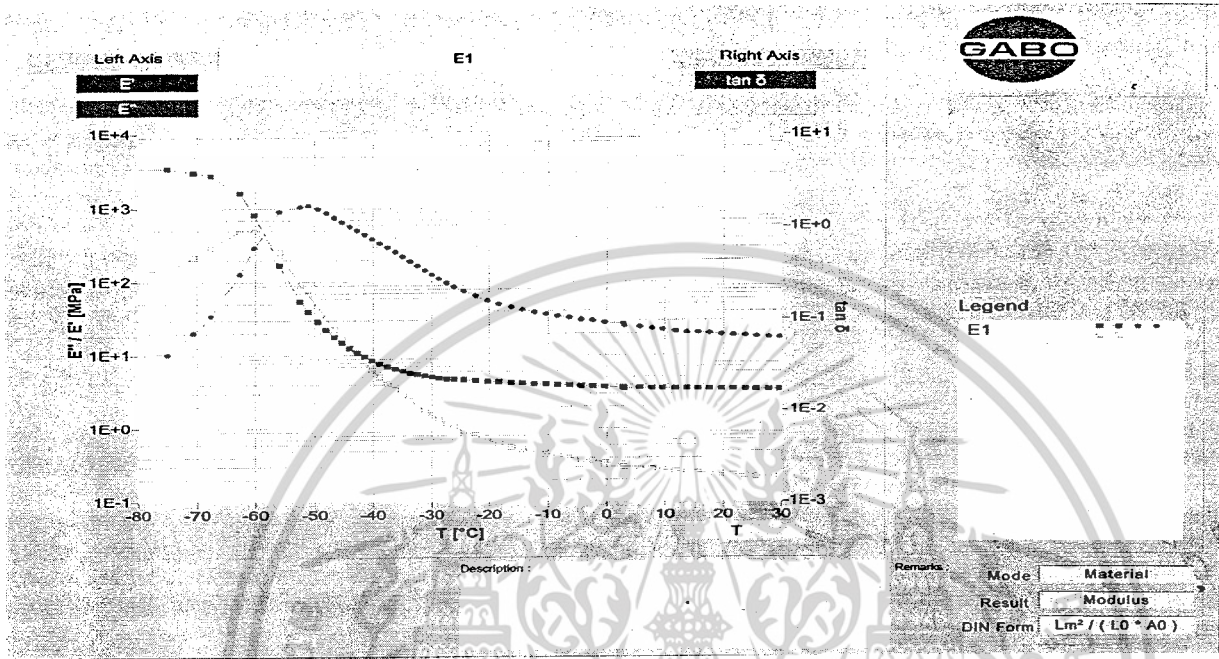 Left Axis
E1
Right Axis
GABO
E'
tan δ
E''
1E+4
1E+1
1E+3
1E+0
1E+2
Legend
E1
1E-1
1E+1
1E-2
1E+0
1E-1
1E-3
-80 -70 -60 -50 -40 -30 -20 -10 0 10 20 30
T [°C]
T
E''/ E' [MPa]
tan δ
Description :
Remarks :
Mode Material
Result Modulus
DIN Form Lm² / ( L0 * A0 )